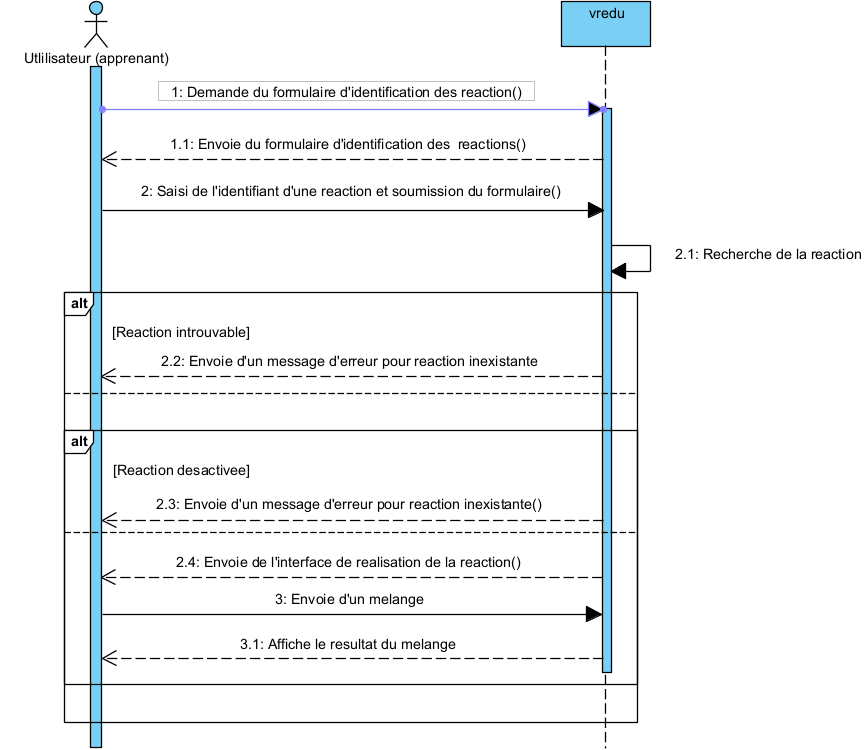 vredu
Utlilisateur (apprenant)
1: Demande du formulaire d'identification des reaction()
1.1: Envoie du formulaire d'identification des  reactions()
2: Saisi de l'identifiant d'une reaction et soumission du formulaire()
2.1: Recherche de la reaction
alt
[Reaction introuvable]
2.2: Envoie d'un message d'erreur pour reaction inexistante
alt
[Reaction desactivee]
2.3: Envoie d'un message d'erreur pour reaction inexistante()
2.4: Envoie de l'interface de realisation de la reaction()
3: Envoie d'un melange
3.1: Affiche le resultat du melange